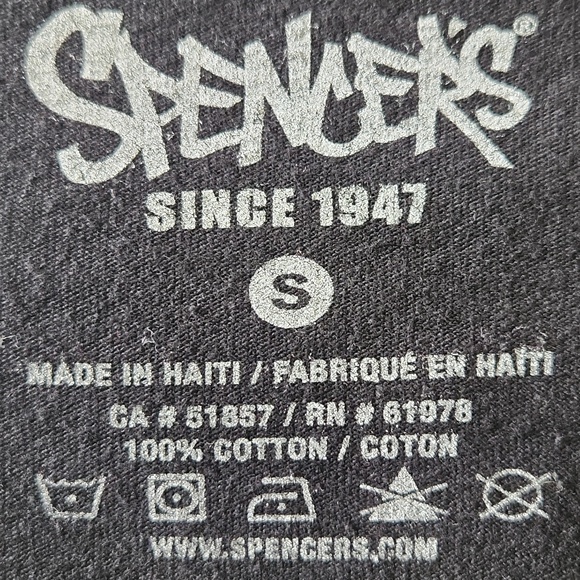 SPENCER'S®
SINCE 1947
S
MADE IN HAITI / FABRIQUÉ EN HAÏTI
CA # 51857 / RN # 61978
100% COTTON / COTON
WWW.SPENCERS.COM